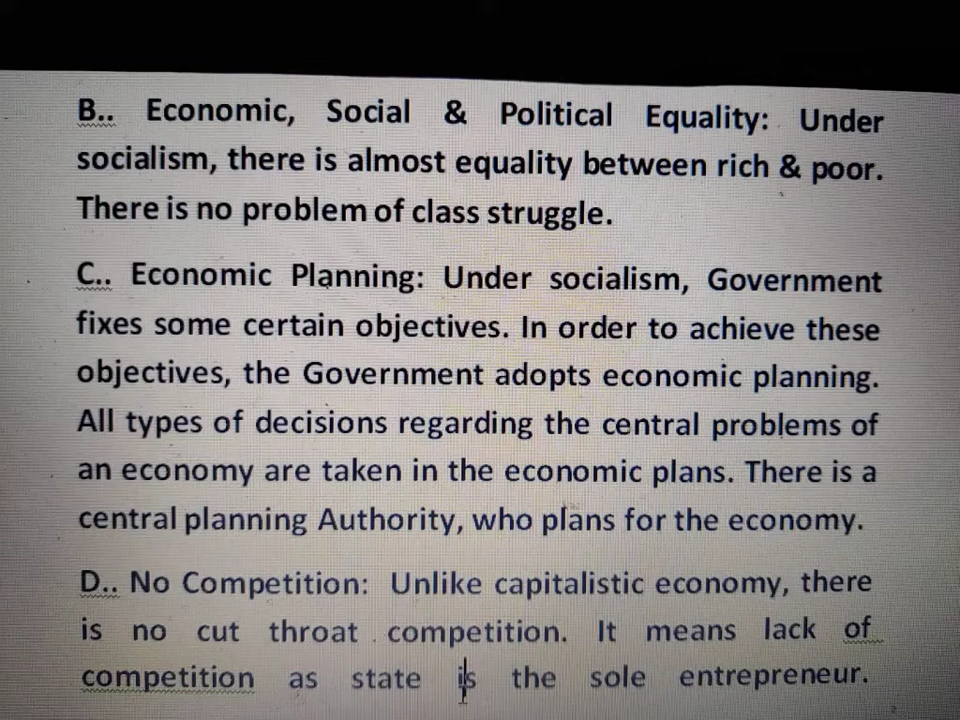 B.. Economic, Social & Political Equality: Under
socialism, there is almost equality between rich & poor.
There is no problem of class struggle.
C.. Economic Planning: Under socialism, Government
fixes some certain objectives. In order to achieve these
objectives, the Government adopts economic planning.
All types of decisions regarding the central problems of
an economy are taken in the economic plans. There is a
central planning Authority, who plans for the economy.
D.. No Competition: Unlike capitalistic economy, there
is no cut throat competition. It means lack of
competition as state is the sole entrepreneur.